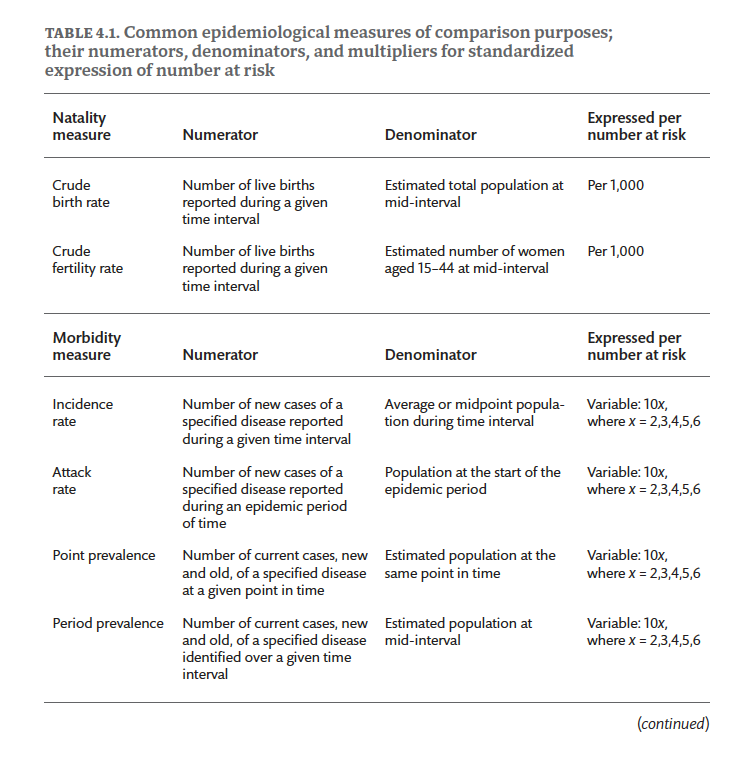 TABLE 4.1. Common epidemiological measures of comparison purposes;
their numerators, denominators, and multipliers for standardized
expression of number at risk
Natality
measure
Numerator
Denominator
Expressed per
number at risk
Crude
birth rate
Number of live births
reported during a given
time interval
Estimated total population at
mid-interval
Per 1,000
Crude
fertility rate
Number of live births
reported during a given
time interval
Estimated number of women
aged 15–44 at mid-interval
Per 1,000
Morbidity
measure
Numerator
Denominator
Expressed per
number at risk
Incidence
rate
Number of new cases of a
specified disease reported
during a given time interval
Average or midpoint popula-
tion during time interval
Variable: 10x,
where x = 2,3,4,5,6
Attack
rate
Number of new cases of a
specified disease reported
during an epidemic period
of time
Population at the start of the
epidemic period
Variable: 10x,
where x = 2,3,4,5,6
Point prevalence
Number of current cases, new
and old, of a specified disease
at a given point in time
Estimated population at the
same point in time
Variable: 10x,
where x = 2,3,4,5,6
Period prevalence
Number of current cases, new
and old, of a specified disease
identified over a given time
interval
Estimated population at
mid-interval
Variable: 10x,
where x = 2,3,4,5,6
(continued)